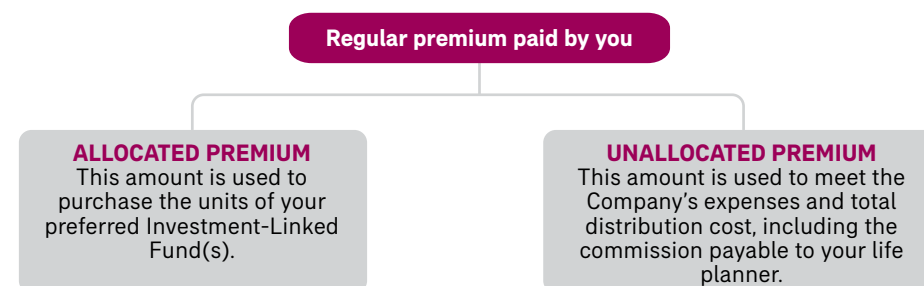 Regular premium paid by you
ALLOCATED PREMIUM
This amount is used to
purchase the units of your
preferred Investment-Linked
Fund(s).
UNALLOCATED PREMIUM
This amount is used to meet the
Company's expenses and total
distribution cost, including the
commission payable to your life
planner.